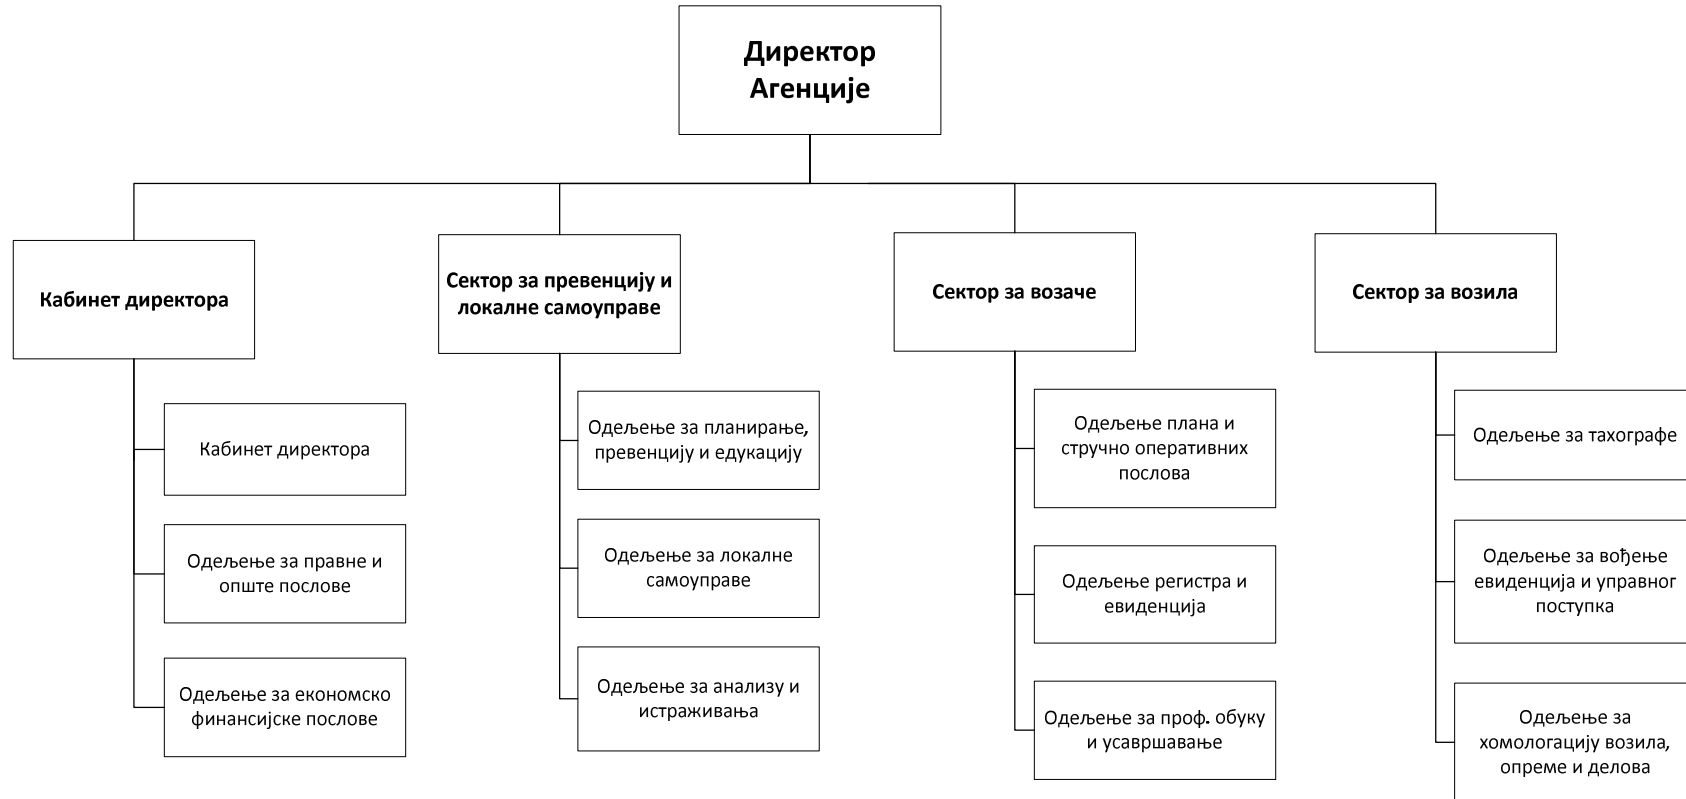 Директор
Агенције
Кабинет директора
Сектор за превенцију и
локалне самоуправе
Сектор за возаче
Сектор за возила
Кабинет директора
Одељење за правне и
опште послове
Одељење за економско
финансијске послове
Одељење за планирање,
превенцију и едукацију
Одељење за локалне
самоуправе
Одељење за анализу и
истраживања
Одељење плана и
стручно оперативних
послова
Одељење регистра и
евиденција
Одељење за проф. обуку
и усавршавање
Одељење за тахографе
Одељење за вођење
евиденција и управног
поступка
Одељење за
хомологацију возила,
опреме и делова